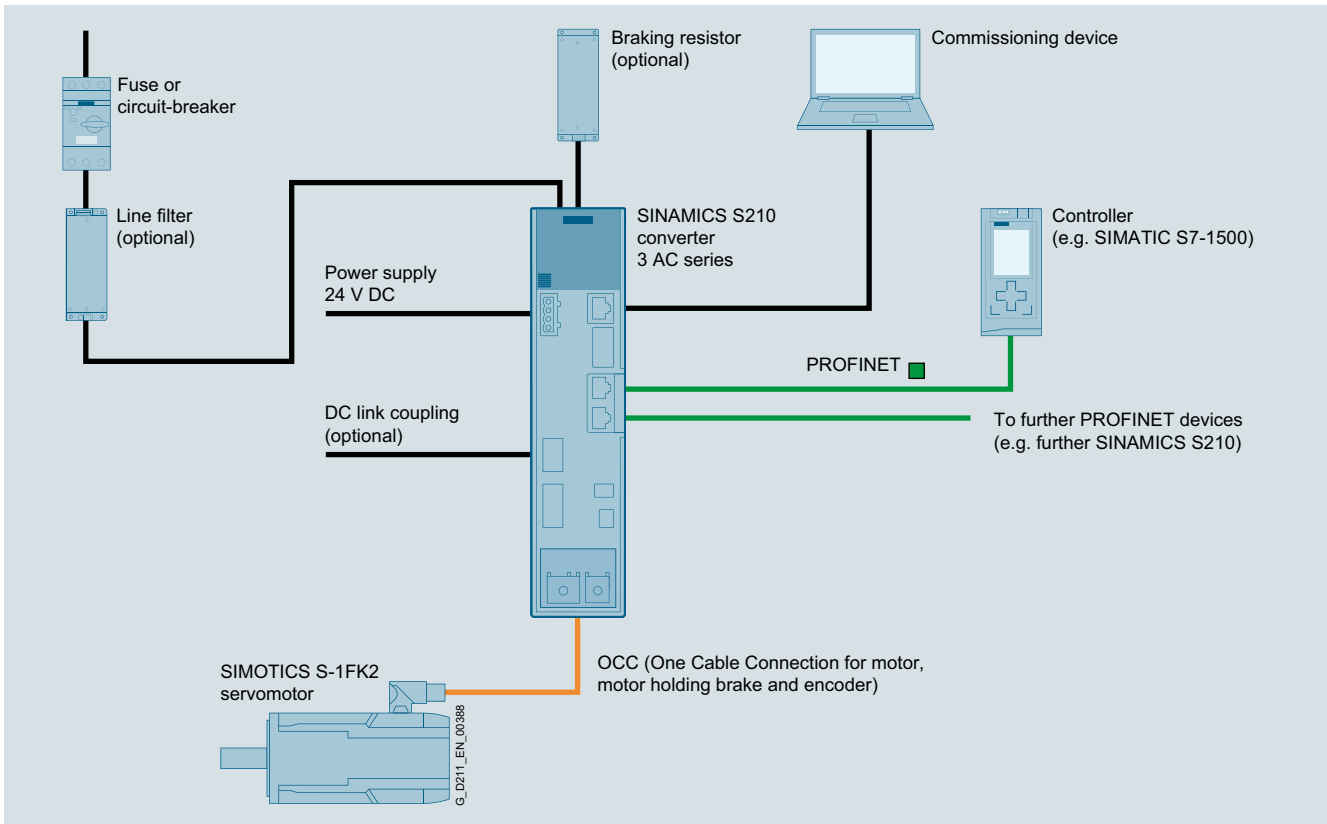 Fuse or
circuit-breaker
Braking resistor
(optional)
Commissioning device
Line filter
(optional)
SINAMICS S210
converter
3 AC series
Controller
(e.g. SIMATIC S7-1500)
Power supply
24 V DC
PROFINET
DC link coupling
(optional)
To further PROFINET devices
(e.g. further SINAMICS S210)
SIMOTICS S-1FK2
servomotor
OCC (One Cable Connection for motor,
motor holding brake and encoder)
G_D211_EN_00388